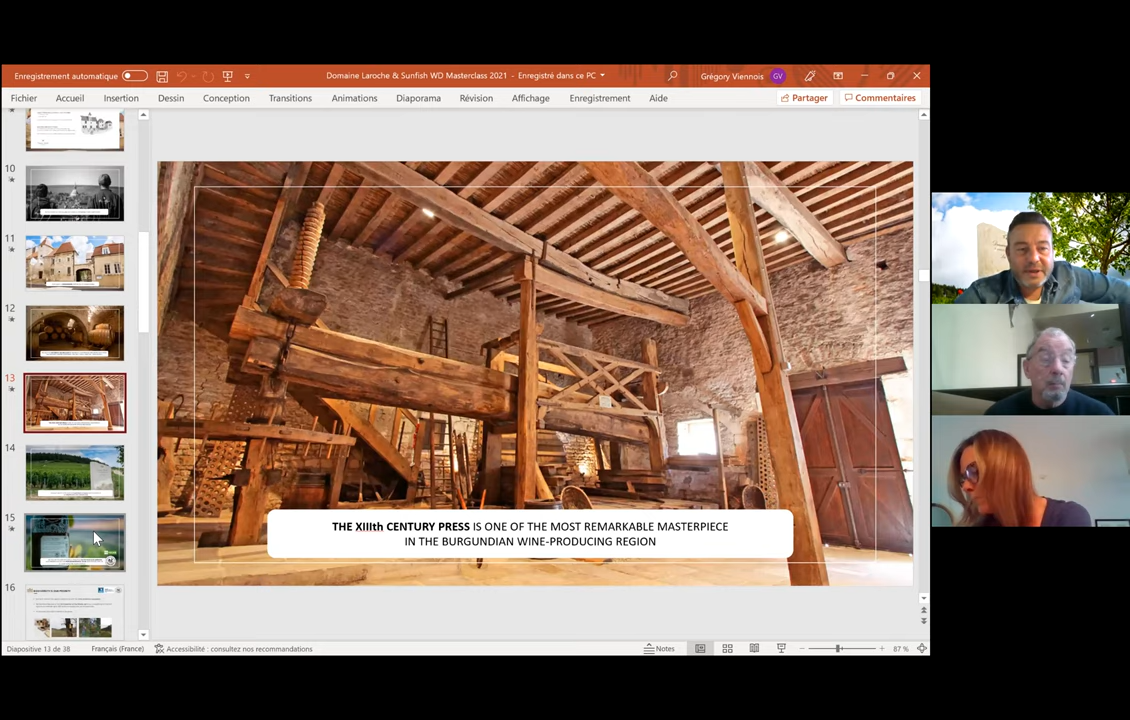 Enregistrement automatique
Domaine Laroche & Sunfish WD Masterclass 2021 - Enregistré dans ce PC
Grégory Viennois GV
Fichier Accueil Insertion Dessin Conception Transitions Animations Diaporama Révision Affichage Enregistrement Aide Partager Commentaires
10
11
12
13
14
15
16
THE XIIIth CENTURY PRESS IS ONE OF THE MOST REMARKABLE MASTERPIECE
IN THE BURGUNDIAN WINE-PRODUCING REGION
Diapositive 13 de 38 Français (France) Accessibilité : consultez nos recommandations Notes 87 %